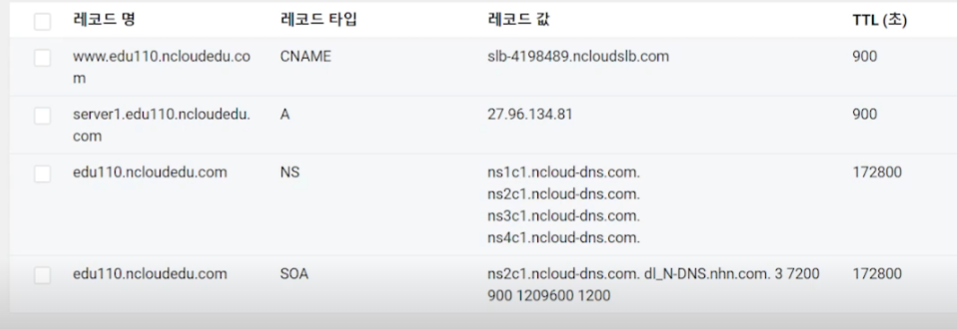 레코드 명 레코드 타입 레코드 값 TTL (초)
www.edu110.ncloudedu.co CNAME slb-4198489.ncloudslb.com 900
m
server1.edu110.ncloudedu. A 27.96.134.81 900
com
edu110.ncloudedu.com NS ns1c1.ncloud-dns.com. 172800
ns2c1.ncloud-dns.com.
ns3c1.ncloud-dns.com.
ns4c1.ncloud-dns.com.
edu110.ncloudedu.com SOA ns2c1.ncloud-dns.com. dl_N-DNS.nhn.com. 3 7200 172800
900 1209600 1200